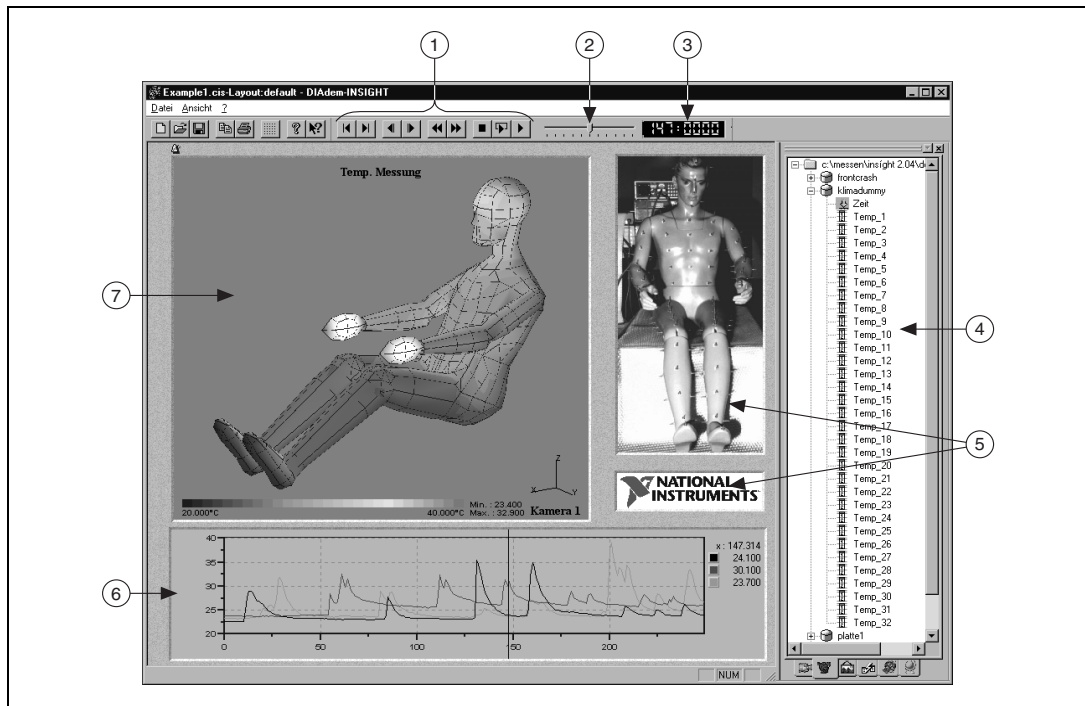 1
2
3
Example1.cis-Layout:default - DIAdem-INSIGHT
Datei Ansicht ?
147:0000
Temp. Messung
20.000°C
40.000°C
Min. : 23.400
Max. : 32.900
Kamera 1
Z
X
Y
NATIONAL
INSTRUMENTS
c:\messen\insight 2.04\d
frontcrash
klimadummy
Zeit
Temp_1
Temp_2
Temp_3
Temp_4
Temp_5
Temp_6
Temp_7
Temp_8
Temp_9
Temp_10
Temp_11
Temp_12
Temp_13
Temp_14
Temp_15
Temp_16
Temp_17
Temp_18
Temp_19
Temp_20
Temp_21
Temp_22
Temp_23
Temp_24
Temp_25
Temp_26
Temp_27
Temp_28
Temp_29
Temp_30
Temp_31
Temp_32
platte1
7
4
5
6
40
35
30
25
20
0
50
100
150
200
x : 147.314
24.100
30.100
23.700
NUM